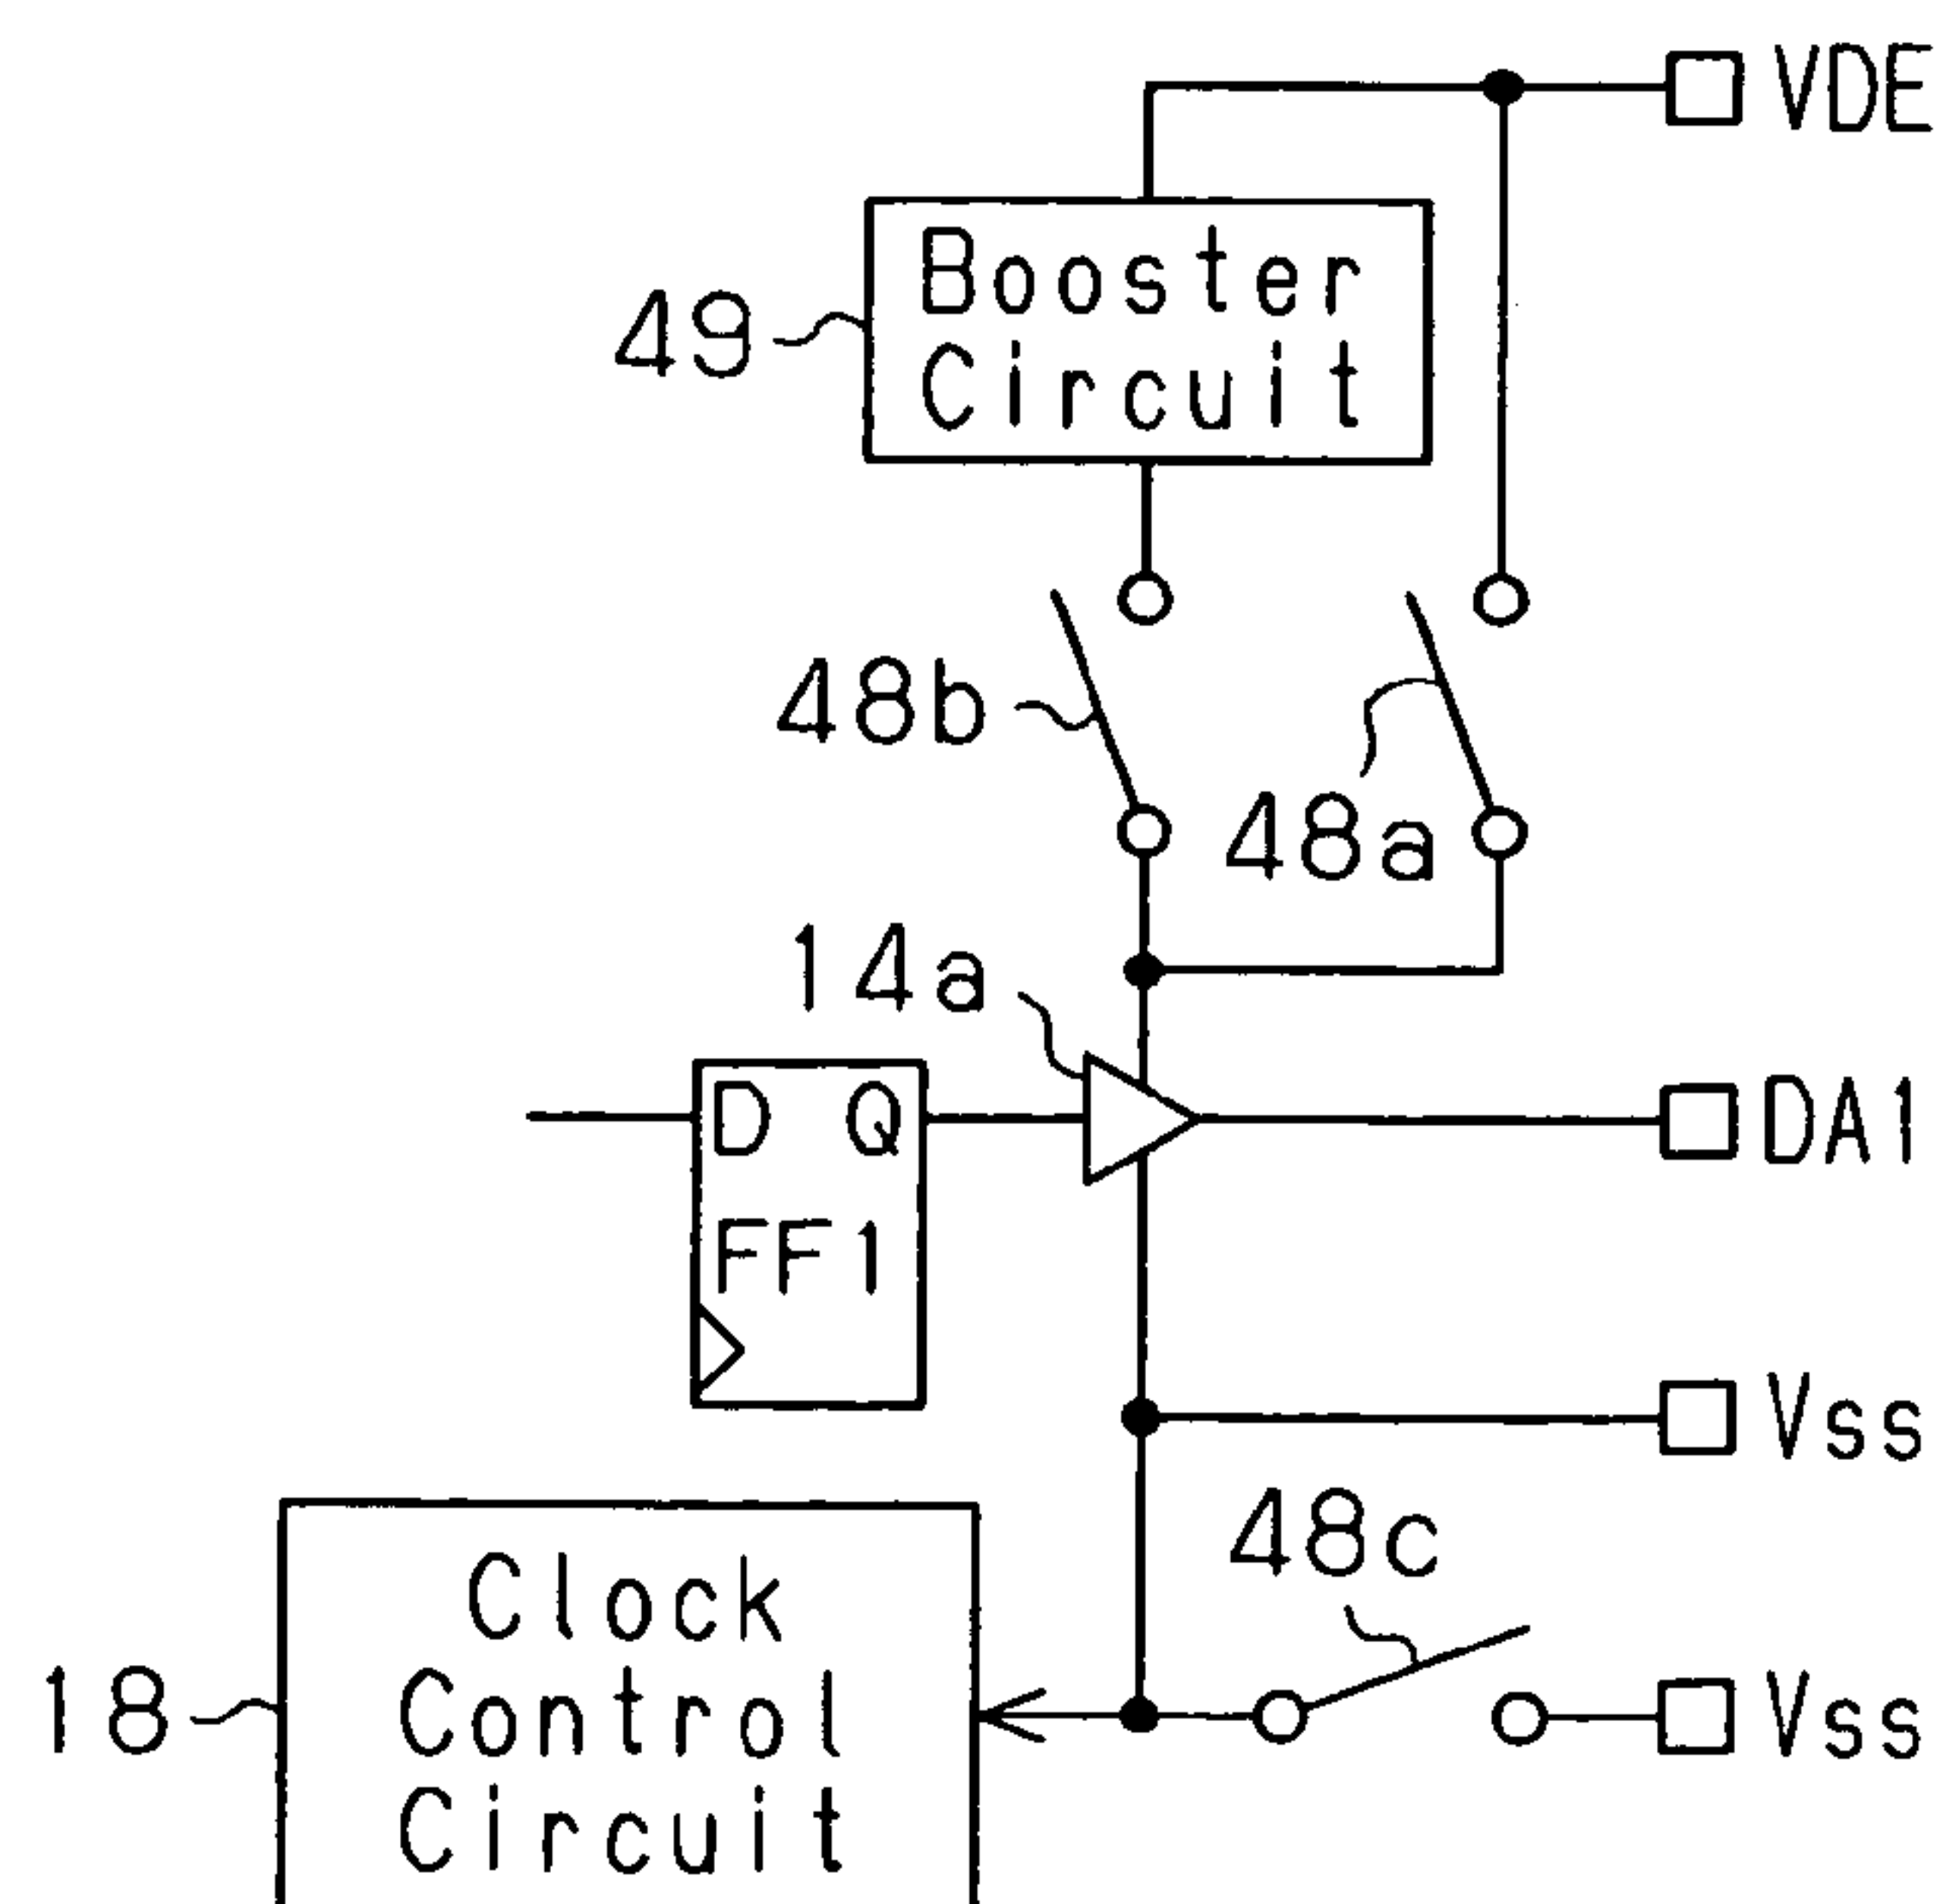 VDE
Booster
Circuit
49
48b
48a
14a
D Q
DA1
FF1
Vss
48c
Clock
Control
Circuit
18
Vss